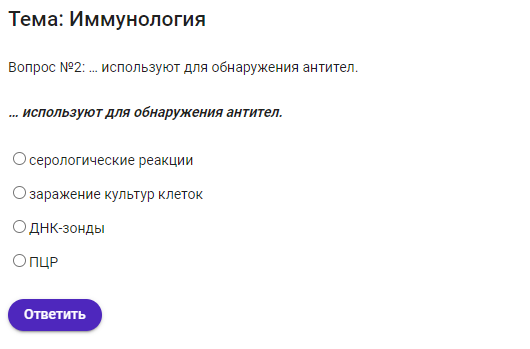 Тема: Иммунология
Вопрос №2: ... используют для обнаружения антител.
... используют для обнаружения антител.
серологические реакции
заражение культур клеток
ДНК-зонды
ПЦР
Ответить